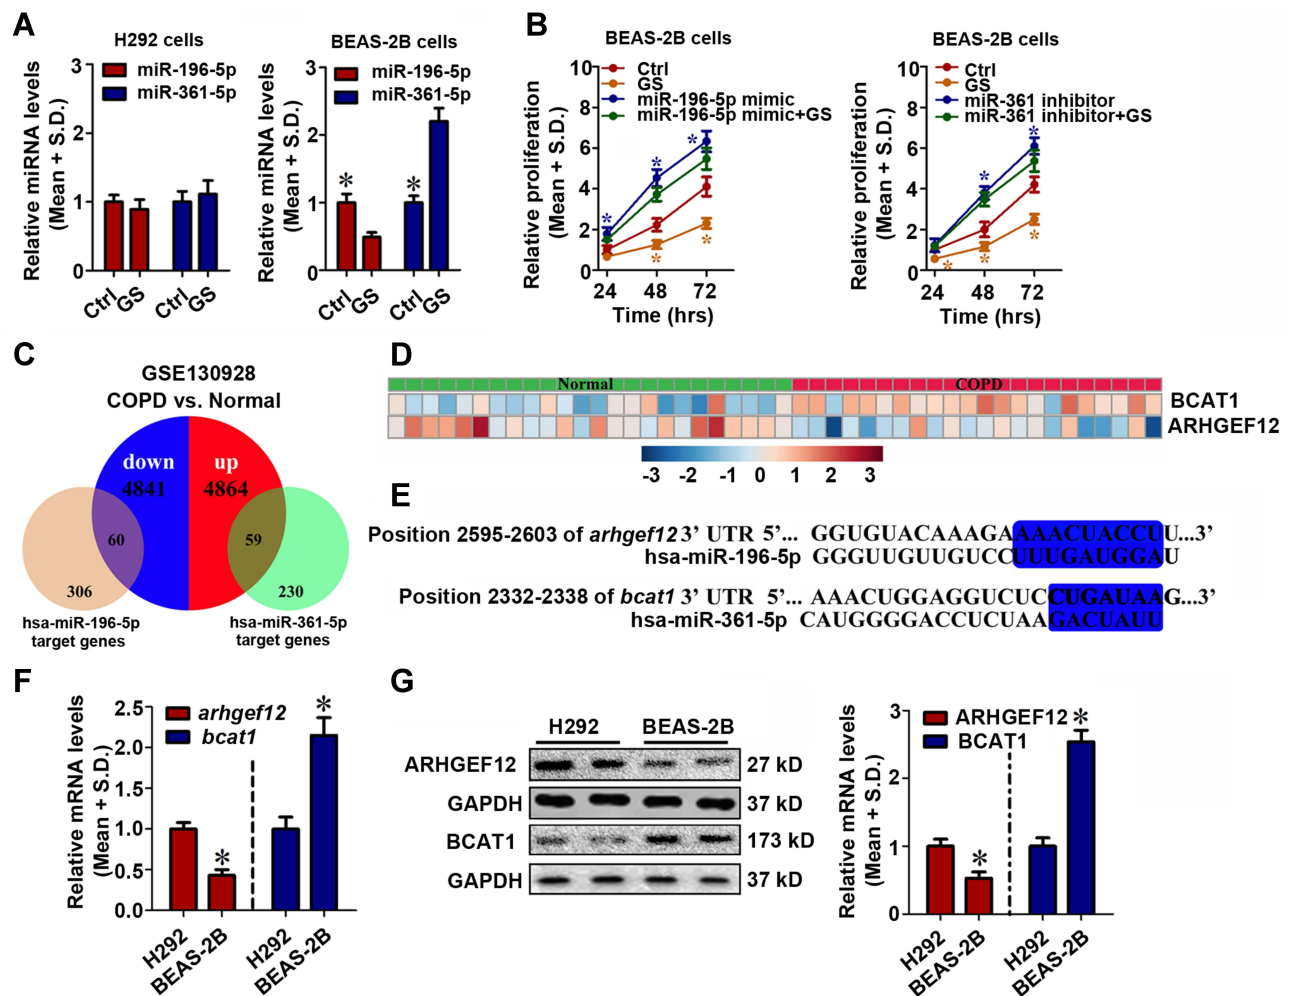 A
H292 cells
Relative miRNA levels
(Mean + S.D.)
miR-196-5p
miR-361-5p
3
2
1
0
Ctrl
GS
Ctrl
GS
BEAS-2B cells
Relative miRNA levels
(Mean + S.D.)
miR-196-5p
miR-361-5p
3
2
1
0
*
*
Ctrl
GS
Ctrl
GS
B
BEAS-2B cells
Relative proliferation
(Mean + S.D.)
Ctrl
GS
miR-196-5p mimic
miR-196-5p mimic+GS
10
8
6
4
2
0
*
*
*
*
*
24 48 72
Time (hrs)
BEAS-2B cells
Relative proliferation
(Mean + S.D.)
Ctrl
GS
miR-361 inhibitor
miR-361 inhibitor+GS
10
8
6
4
2
0
*
*
*
*
*
24 48 72
Time (hrs)
C
GSE130928
COPD vs. Normal
down up
4841 4864
60 59
306 230
hsa-miR-196-5p
target genes
hsa-miR-361-5p
target genes
D
Normal COPD
BCAT1
ARHGEF12
-3 -2 -1 0 1 2 3
E
Position 2595-2603 of arhgef12 3’ UTR 5’... GGUGUACAAAGAAAACUACCUU...3’
hsa-miR-196-5p GGGUUGUUGUCCUUUGAUGGAU
Position 2332-2338 of bcat1 3’ UTR 5’... AAACUGGAGGUCUCCUGAUAAG...3’
hsa-miR-361-5p CAUGGGGACCUCUAAGACUAUU
F
Relative mRNA levels
(Mean + S.D.)
arhgef12
bcat1
2.5
2.0
1.5
1.0
0.5
0.0
*
*
H292
BEAS-2B
H292
BEAS-2B
G
H292 BEAS-2B
ARHGEF12 27 kD
GAPDH 37 kD
BCAT1 173 kD
GAPDH 37 kD
Relative mRNA levels
(Mean + S.D.)
ARHGEF12
BCAT1
3
2
1
0
*
*
H292
BEAS-2B
H292
BEAS-2B